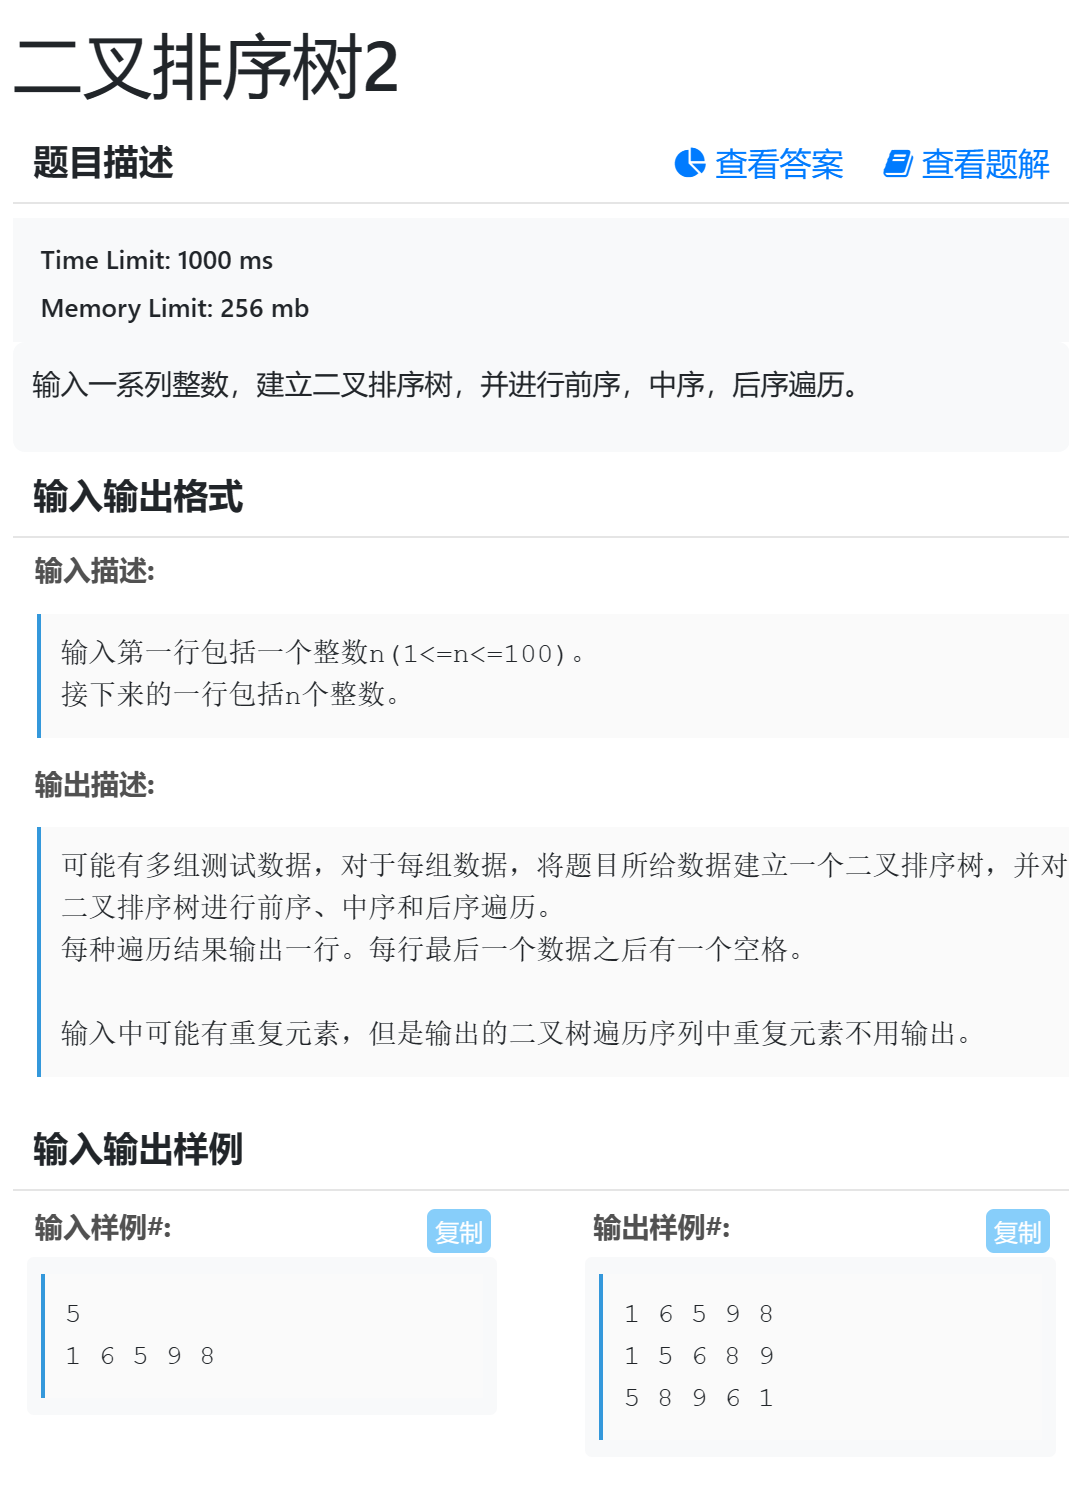 二叉排序树2
题目描述 查看答案 查看题解
Time Limit: 1000 ms
Memory Limit: 256 mb
输入一系列整数，建立二叉排序树，并进行前序，中序，后序遍历。
输入输出格式
输入描述:
输入第一行包括一个整数n(1<=n<=100)。
接下来的一行包括n个整数。
输出描述:
可能有多组测试数据，对于每组数据，将题目所给数据建立一个二叉排序树，并对
二叉排序树进行前序、中序和后序遍历。
每种遍历结果输出一行。每行最后一个数据之后有一个空格。
输入中可能有重复元素，但是输出的二叉树遍历序列中重复元素不用输出。
输入输出样例
输入样例#: 复制
5
1 6 5 9 8
输出样例#: 复制
1 6 5 9 8
1 5 6 8 9
5 8 9 6 1